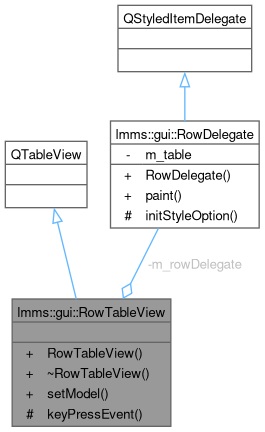 QStyledItemDelegate
lmms::gui::RowDelegate
- m_table
+ RowDelegate()
+ paint()
# initStyleOption()
QTableView
-m_rowDelegate
lmms::gui::RowTableView
+ RowTableView()
+ ~RowTableView()
+ setModel()
# keyPressEvent()